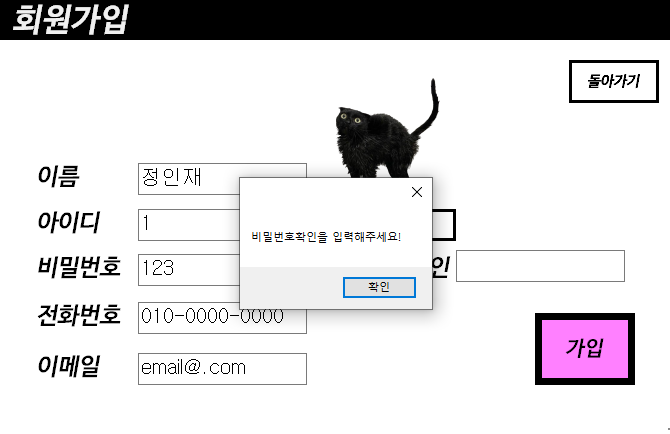 회원가입
돌아가기
이름 정인재
아이디 1
비밀번호확인을 입력해주세요!
비밀번호 123 인
확인
전화번호 010-0000-0000
가입
이메일 email@.com